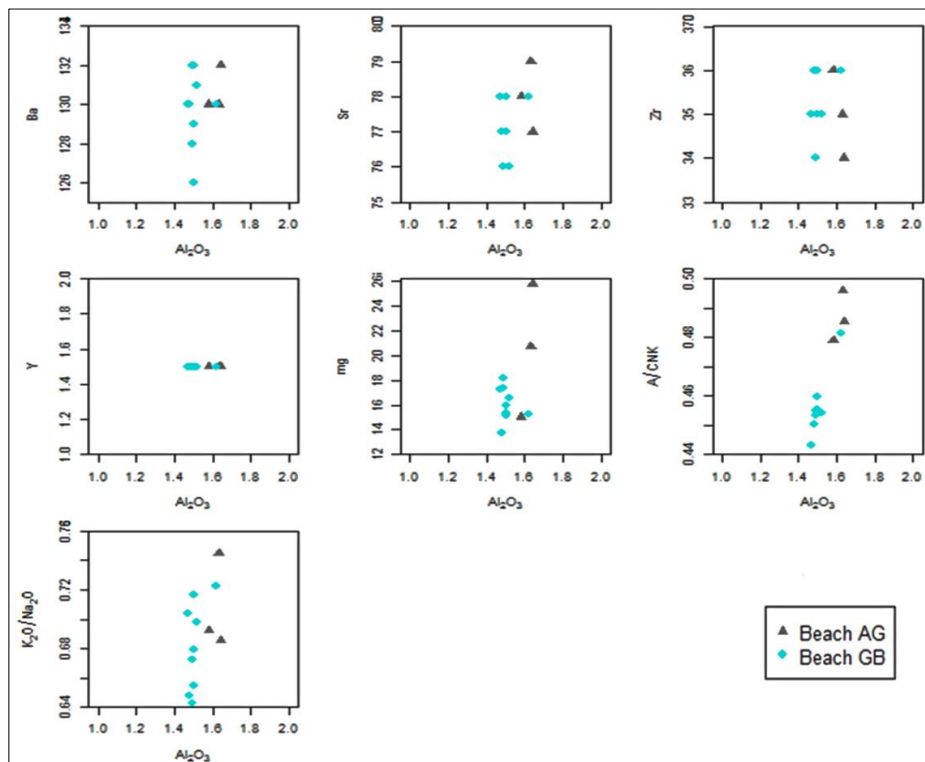 Ba
126 128 130 132
1.0 1.2 1.4 1.6 1.8 2.0
Al₂O₃
Sr
75 76 77 78 79
1.0 1.2 1.4 1.6 1.8 2.0
Al₂O₃
Zr
33 34 35 36
1.0 1.2 1.4 1.6 1.8 2.0
Al₂O₃
Y
1.0 1.2 1.4 1.6 1.8 2.0
1.0 1.2 1.4 1.6 1.8 2.0
Al₂O₃
mg
12 14 16 18 20 22 24 26
1.0 1.2 1.4 1.6 1.8 2.0
Al₂O₃
A/CNK
0.44 0.46 0.48 0.50
1.0 1.2 1.4 1.6 1.8 2.0
Al₂O₃
K₂O/Na₂O
0.64 0.68 0.72 0.76
1.0 1.2 1.4 1.6 1.8 2.0
Al₂O₃
Beach AG
Beach GB